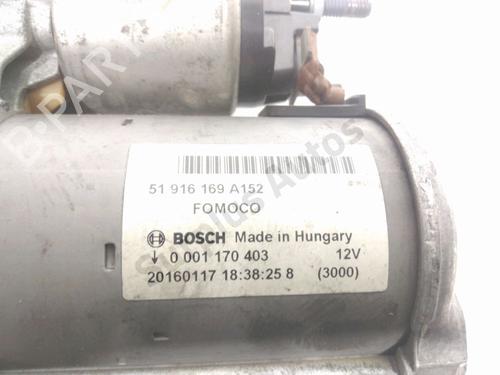 B-PARTS
51 916 169 A152
FOMOCO
BOSCH Made in Hungary
0 001 170 403 12V
20160117 18:38:25 8 (3000)